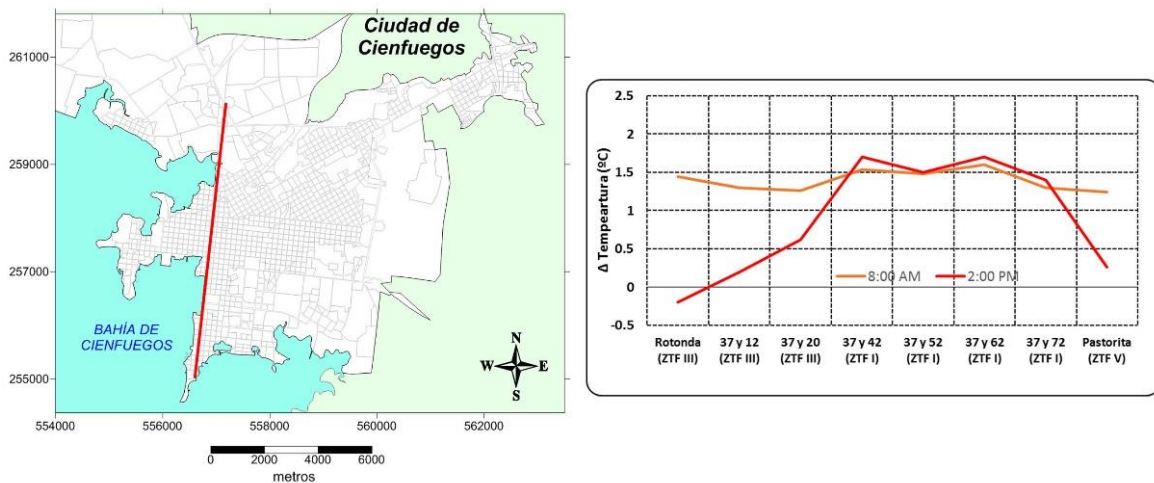 Ciudad de
Cienfuegos
261000
259000
257000
255000
BAHÍA DE
CIENFUEGOS
N
W E
S
554000 556000 558000 560000 562000
0 2000 4000 6000
metros
Δ Tempeartura (ºC)
2.5
2
1.5
1
0.5
0
-0.5
8:00 AM 2:00 PM
Rotonda 37 y 12 37 y 20 37 y 42 37 y 52 37 y 62 37 y 72 Pastorita
(ZTF III) (ZTF III) (ZTF III) (ZTF I) (ZTF I) (ZTF I) (ZTF I) (ZTF V)